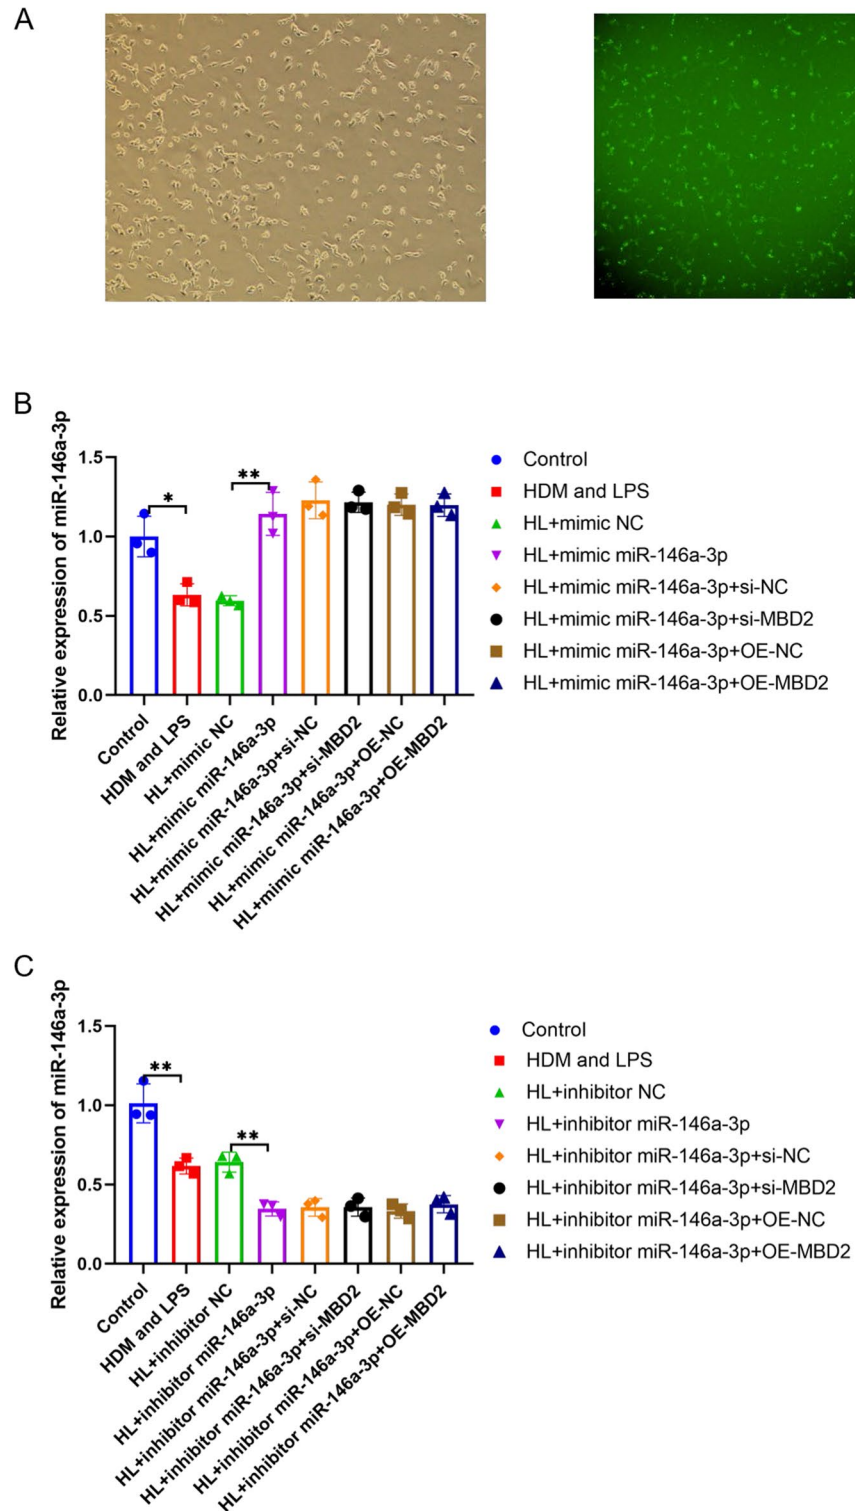 A
B
Relative expression of miR-146a-3p
1.5
1.0
0.5
0.0
*
**
Control
HDM and LPS
HL+mimic NC
HL+mimic miR-146a-3p
HL+mimic miR-146a-3p+si-NC
HL+mimic miR-146a-3p+si-MBD2
HL+mimic miR-146a-3p+OE-NC
HL+mimic miR-146a-3p+OE-MBD2
Control
HDM and LPS
HL+mimic NC
HL+mimic miR-146a-3p
HL+mimic miR-146a-3p+si-NC
HL+mimic miR-146a-3p+si-MBD2
HL+mimic miR-146a-3p+OE-NC
HL+mimic miR-146a-3p+OE-MBD2
C
Relative expression of miR-146a-3p
1.5
1.0
0.5
0.0
**
**
Control
HDM and LPS
HL+inhibitor NC
HL+inhibitor miR-146a-3p
HL+inhibitor miR-146a-3p+si-NC
HL+inhibitor miR-146a-3p+si-MBD2
HL+inhibitor miR-146a-3p+OE-NC
HL+inhibitor miR-146a-3p+OE-MBD2
Control
HDM and LPS
HL+inhibitor NC
HL+inhibitor miR-146a-3p
HL+inhibitor miR-146a-3p+si-NC
HL+inhibitor miR-146a-3p+si-MBD2
HL+inhibitor miR-146a-3p+OE-NC
HL+inhibitor miR-146a-3p+OE-MBD2